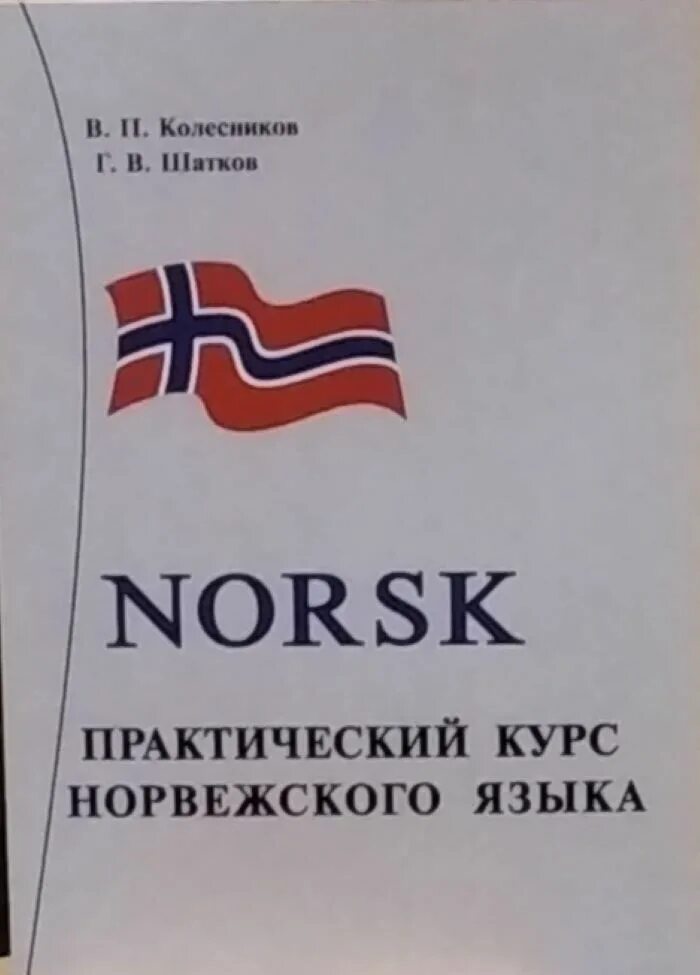 В. П. Колесников
Г. В. Шатков
NORSK
ПРАКТИЧЕСКИЙ КУРС
НОРВЕЖСКОГО ЯЗЫКА